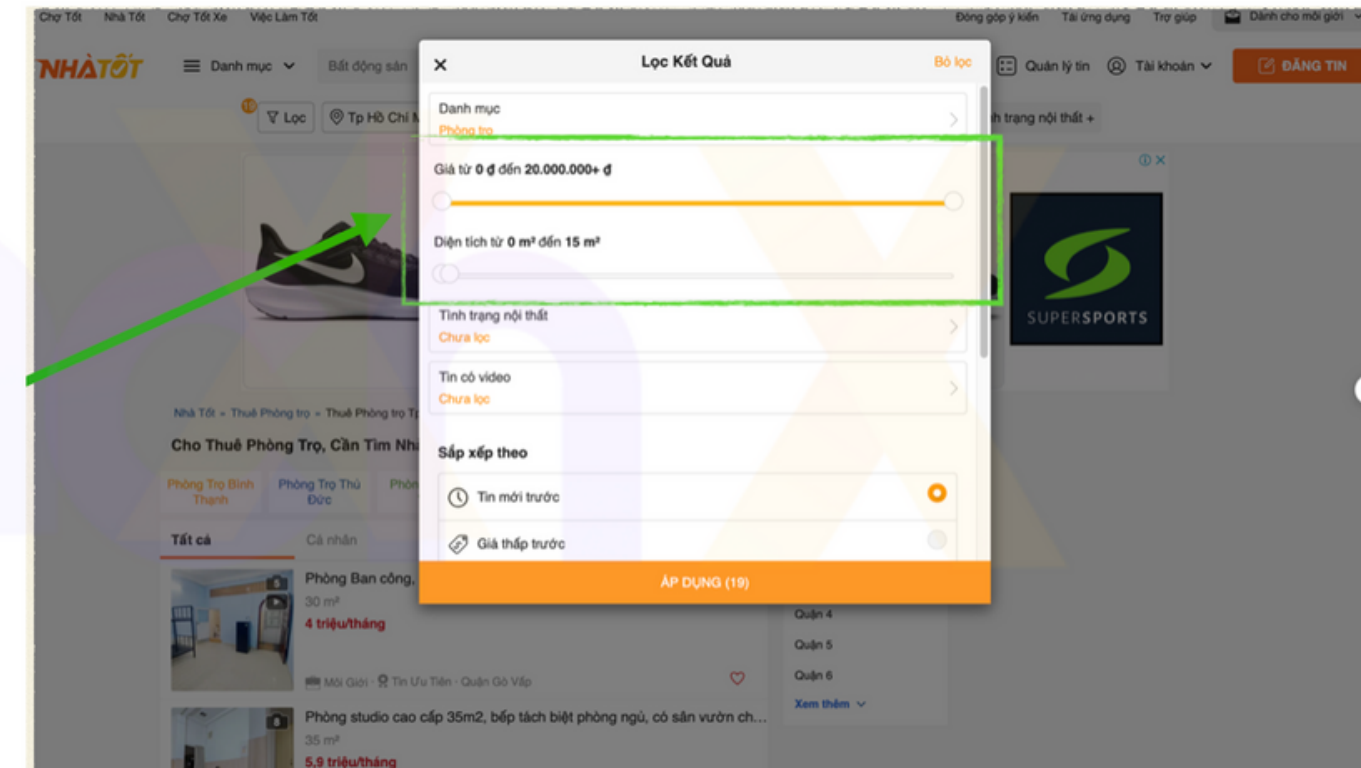 Chợ Tốt Nhà Tốt Chợ Tốt Xe Việc Làm Tốt Đóng góp ý kiến Tải ứng dụng Trợ giúp Dành cho môi giới
NHÀTỐT Danh mục Bất động sản Quản lý tin Tài khoản ĐĂNG TIN
Lọc Kết Quả Bỏ lọc
19 Lọc Tp Hồ Chí trạng nội thất +
Danh mục
Phòng trọ
Giá từ 0 đ đến 20.000.000+ đ
Diện tích từ 0 m² đến 15 m²
SUPERSPORTS
Tình trạng nội thất
Chưa lọc
Tin có video
Chưa lọc
Nhà Tốt - Thuê Phòng trọ - Thuê Phòng trọ
Cho Thuê Phòng Trọ, Cần Tìm
Sắp xếp theo
Phòng Trọ Bình Thạnh
Phòng Trọ Thủ Đức
Tin mới trước
Tất cả Cá nhân
Giá thấp trước
ÁP DỤNG (19)
Phòng Ban công,
30 m²
4 triệu/tháng
Môi Giới · Tin Ưu Tiên · Quận Gò Vấp
Quận 4
Quận 5
Quận 6
Xem thêm
Phòng studio cao cấp 35m2, bếp tách biệt phòng ngủ, có sân vườn ch...
35 m²
5,9 triệu/tháng